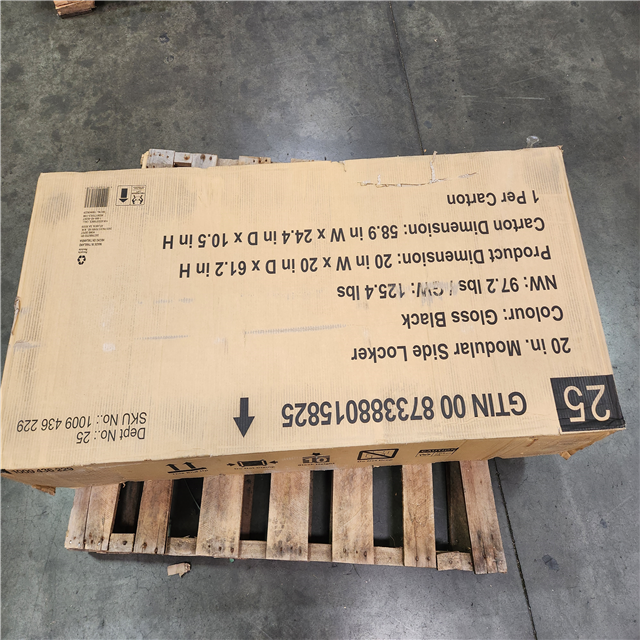 25
GTIN 00 873388015825
20 in. Modular Side Locker
Colour: Gloss Black
NW: 97.2 lbs / GW: 125.4 lbs
Product Dimension: 20 in W x 20 in D x 61.2 in H
Carton Dimension: 58.9 in W x 24.4 in D x 10.5 in H
1 Per Carton
Dept No.: 25
SKU No.: 1009 436 229